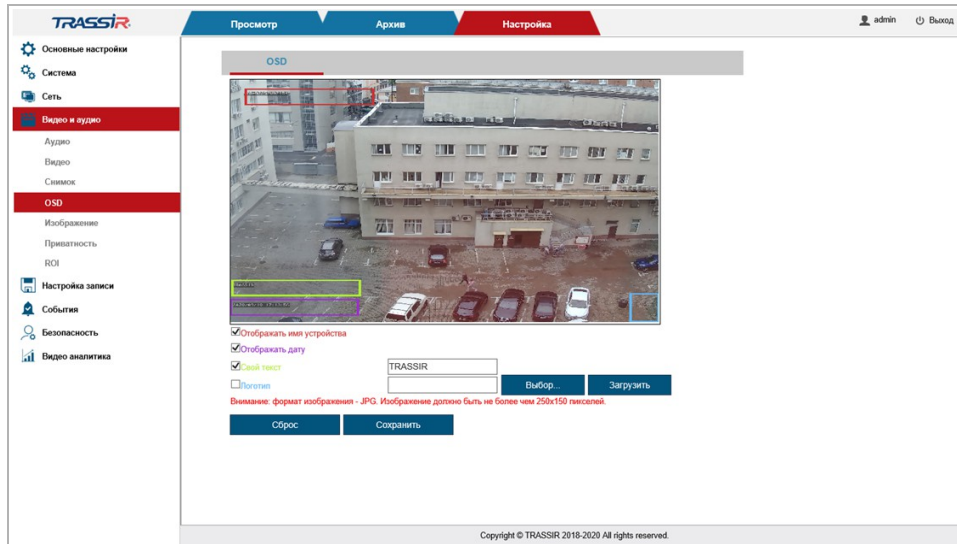 TRASSIR
Просмотр
Архив
Настройка
admin
Выход
Основные настройки
Система
Сеть
Видео и аудио
Аудио
Видео
Снимок
OSD
Изображение
Приватность
ROI
Настройка записи
События
Безопасность
Видео аналитика
OSD
Отображать имя устройства
Отображать дату
Свой текст
TRASSIR
Логотип
Выбор...
Загрузить
Внимание: формат изображения - JPG. Изображение должно быть не более чем 250x150 пикселей.
Сброс
Сохранить
Copyright © TRASSIR 2018-2020 All rights reserved.